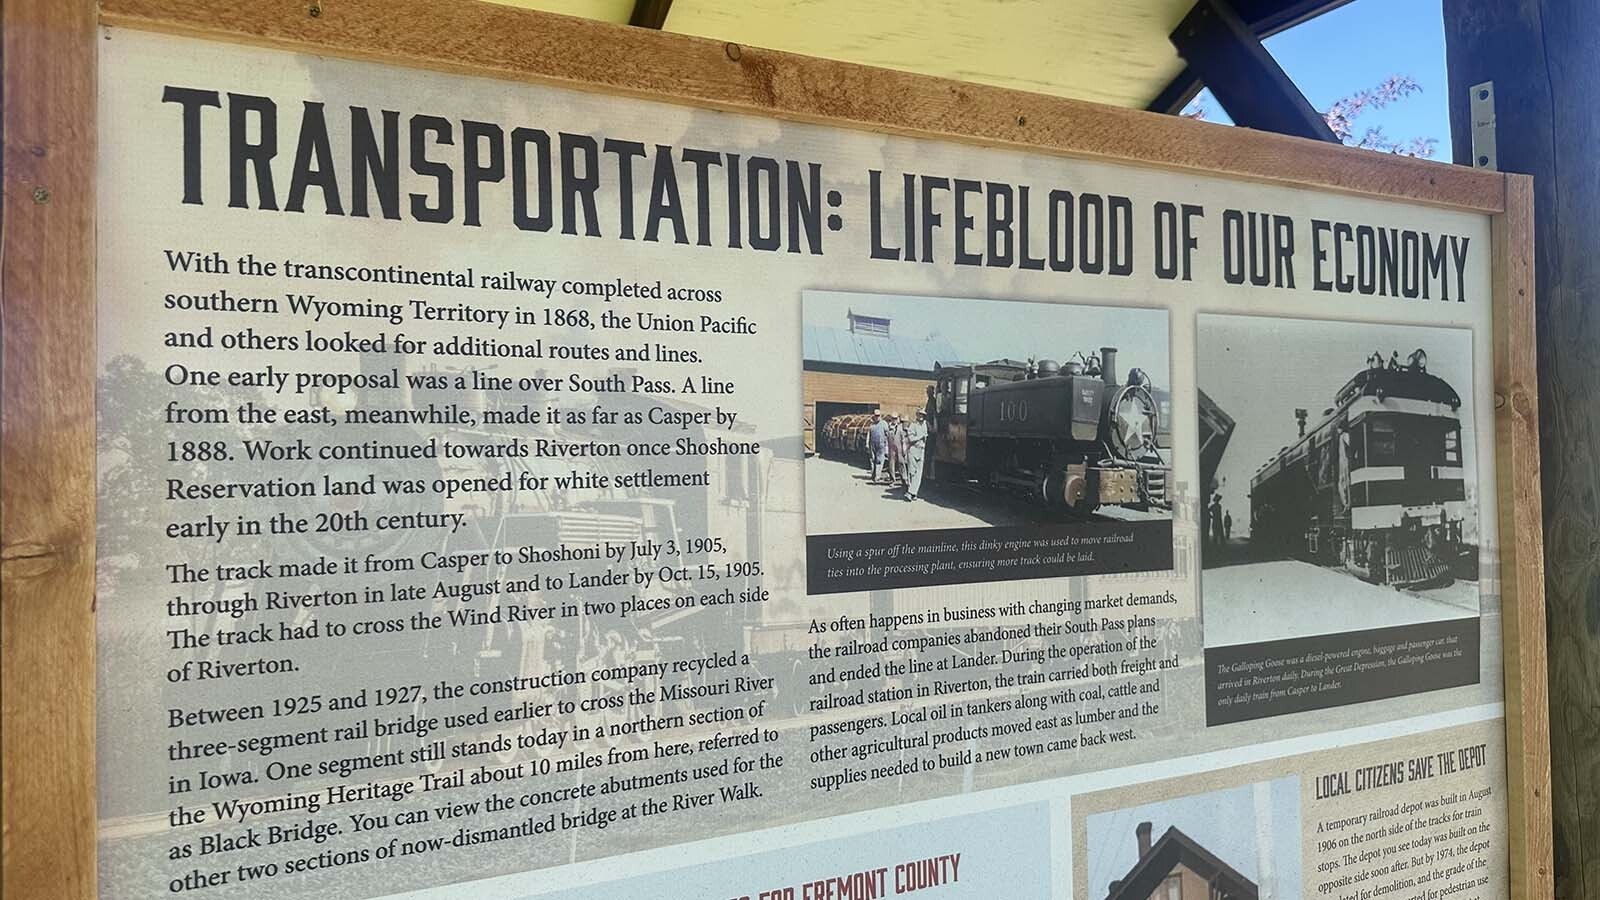 TRANSPORTATION: LIFEBLOOD OF OUR ECONOMY
With the transcontinental railway completed across
southern Wyoming Territory in 1868, the Union Pacific
and others looked for additional routes and lines.
One early proposal was a line over South Pass. A line
from the east, meanwhile, made it as far as Casper by
1888. Work continued towards Riverton once Shoshone
Reservation land was opened for white settlement
early in the 20th century.
The track made it from Casper to Shoshoni by July 3, 1905,
through Riverton in late August and to Lander by Oct. 15, 1905.
The track had to cross the Wind River in two places on each side
of Riverton.
Between 1925 and 1927, the construction company recycled a
three-segment rail bridge used earlier to cross the Missouri River
in Iowa. One segment still stands today in a northern section of
the Wyoming Heritage Trail about 10 miles from here, referred to
as Black Bridge. You can view the concrete abutments used for the
other two sections of now-dismantled bridge at the River Walk.
100
Using a spur off the mainline, this dinky engine was used to move railroad
ties into the processing plant, ensuring more track could be laid.
As often happens in business with changing market demands,
the railroad companies abandoned their South Pass plans
and ended the line at Lander. During the operation of the
railroad station in Riverton, the train carried both freight and
passengers. Local oil in tankers along with coal, cattle and
other agricultural products moved east as lumber and the
supplies needed to build a new town came back west.
The Galloping Goose was a diesel-powered engine, baggage and passenger car, that
arrived in Riverton daily. During the Great Depression, the Galloping Goose was the
only daily train from Casper to Lander.
FOR FREMONT COUNTY
LOCAL CITIZENS SAVE THE DEPOT
A temporary railroad depot was built in August
1906 on the north side of the tracks for train
stops. The depot you see today was built on the
opposite side soon after. But by 1974, the depot
for demolition, and the grade of the
for pedestrian use